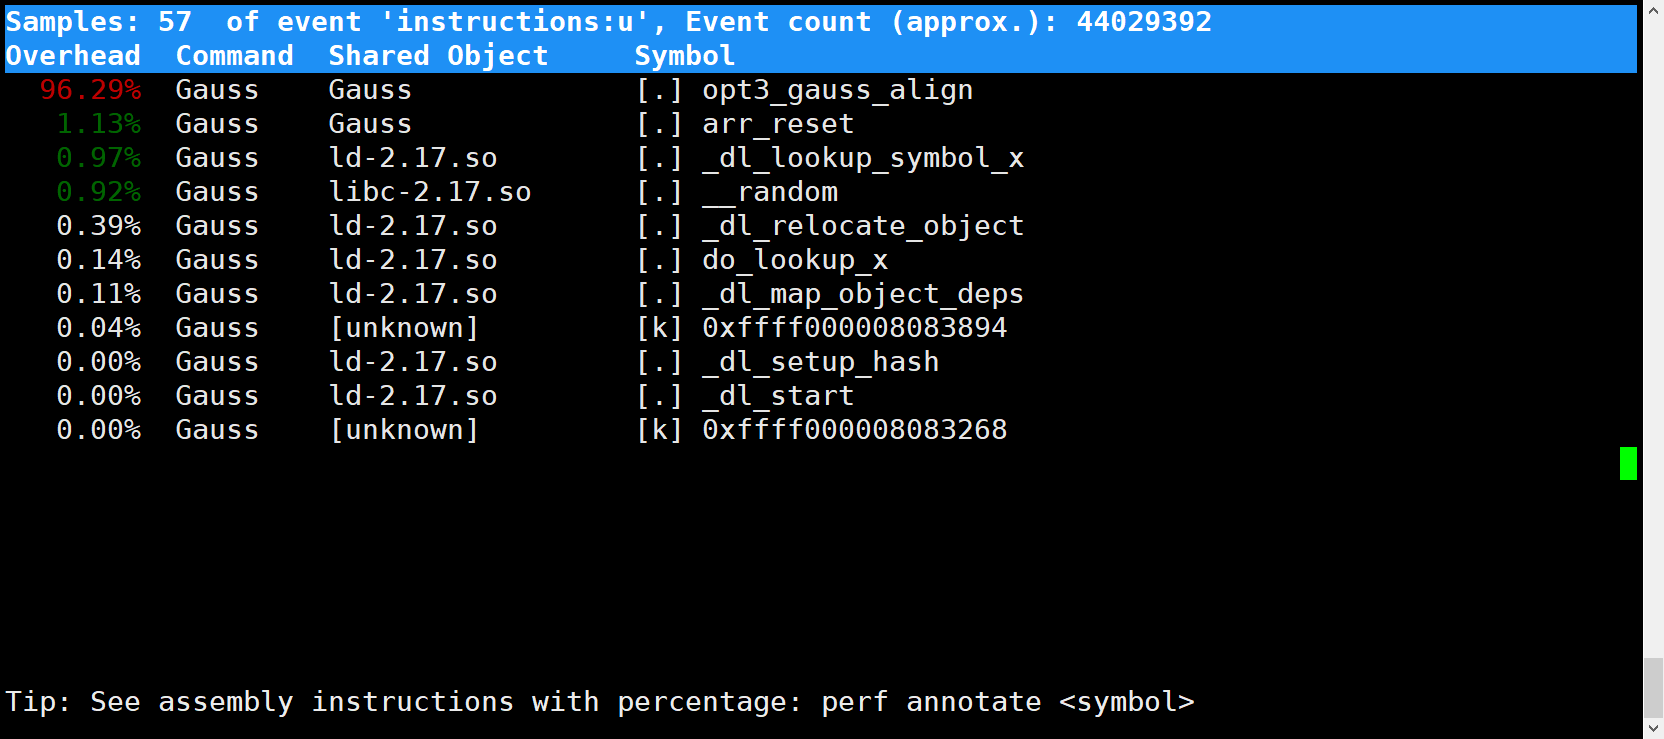 Samples: 57  of event 'instructions:u', Event count (approx.): 44029392
Overhead  Command  Shared Object     Symbol
  96.29%  Gauss    Gauss             [.] opt3_gauss_align
   1.13%  Gauss    Gauss             [.] arr_reset
   0.97%  Gauss    ld-2.17.so        [.] _dl_lookup_symbol_x
   0.92%  Gauss    libc-2.17.so      [.] __random
   0.39%  Gauss    ld-2.17.so        [.] _dl_relocate_object
   0.14%  Gauss    ld-2.17.so        [.] do_lookup_x
   0.11%  Gauss    ld-2.17.so        [.] _dl_map_object_deps
   0.04%  Gauss    [unknown]         [k] 0xffff000008083894
   0.00%  Gauss    ld-2.17.so        [.] _dl_setup_hash
   0.00%  Gauss    ld-2.17.so        [.] _dl_start
   0.00%  Gauss    [unknown]         [k] 0xffff000008083268
Tip: See assembly instructions with percentage: perf annotate <symbol>